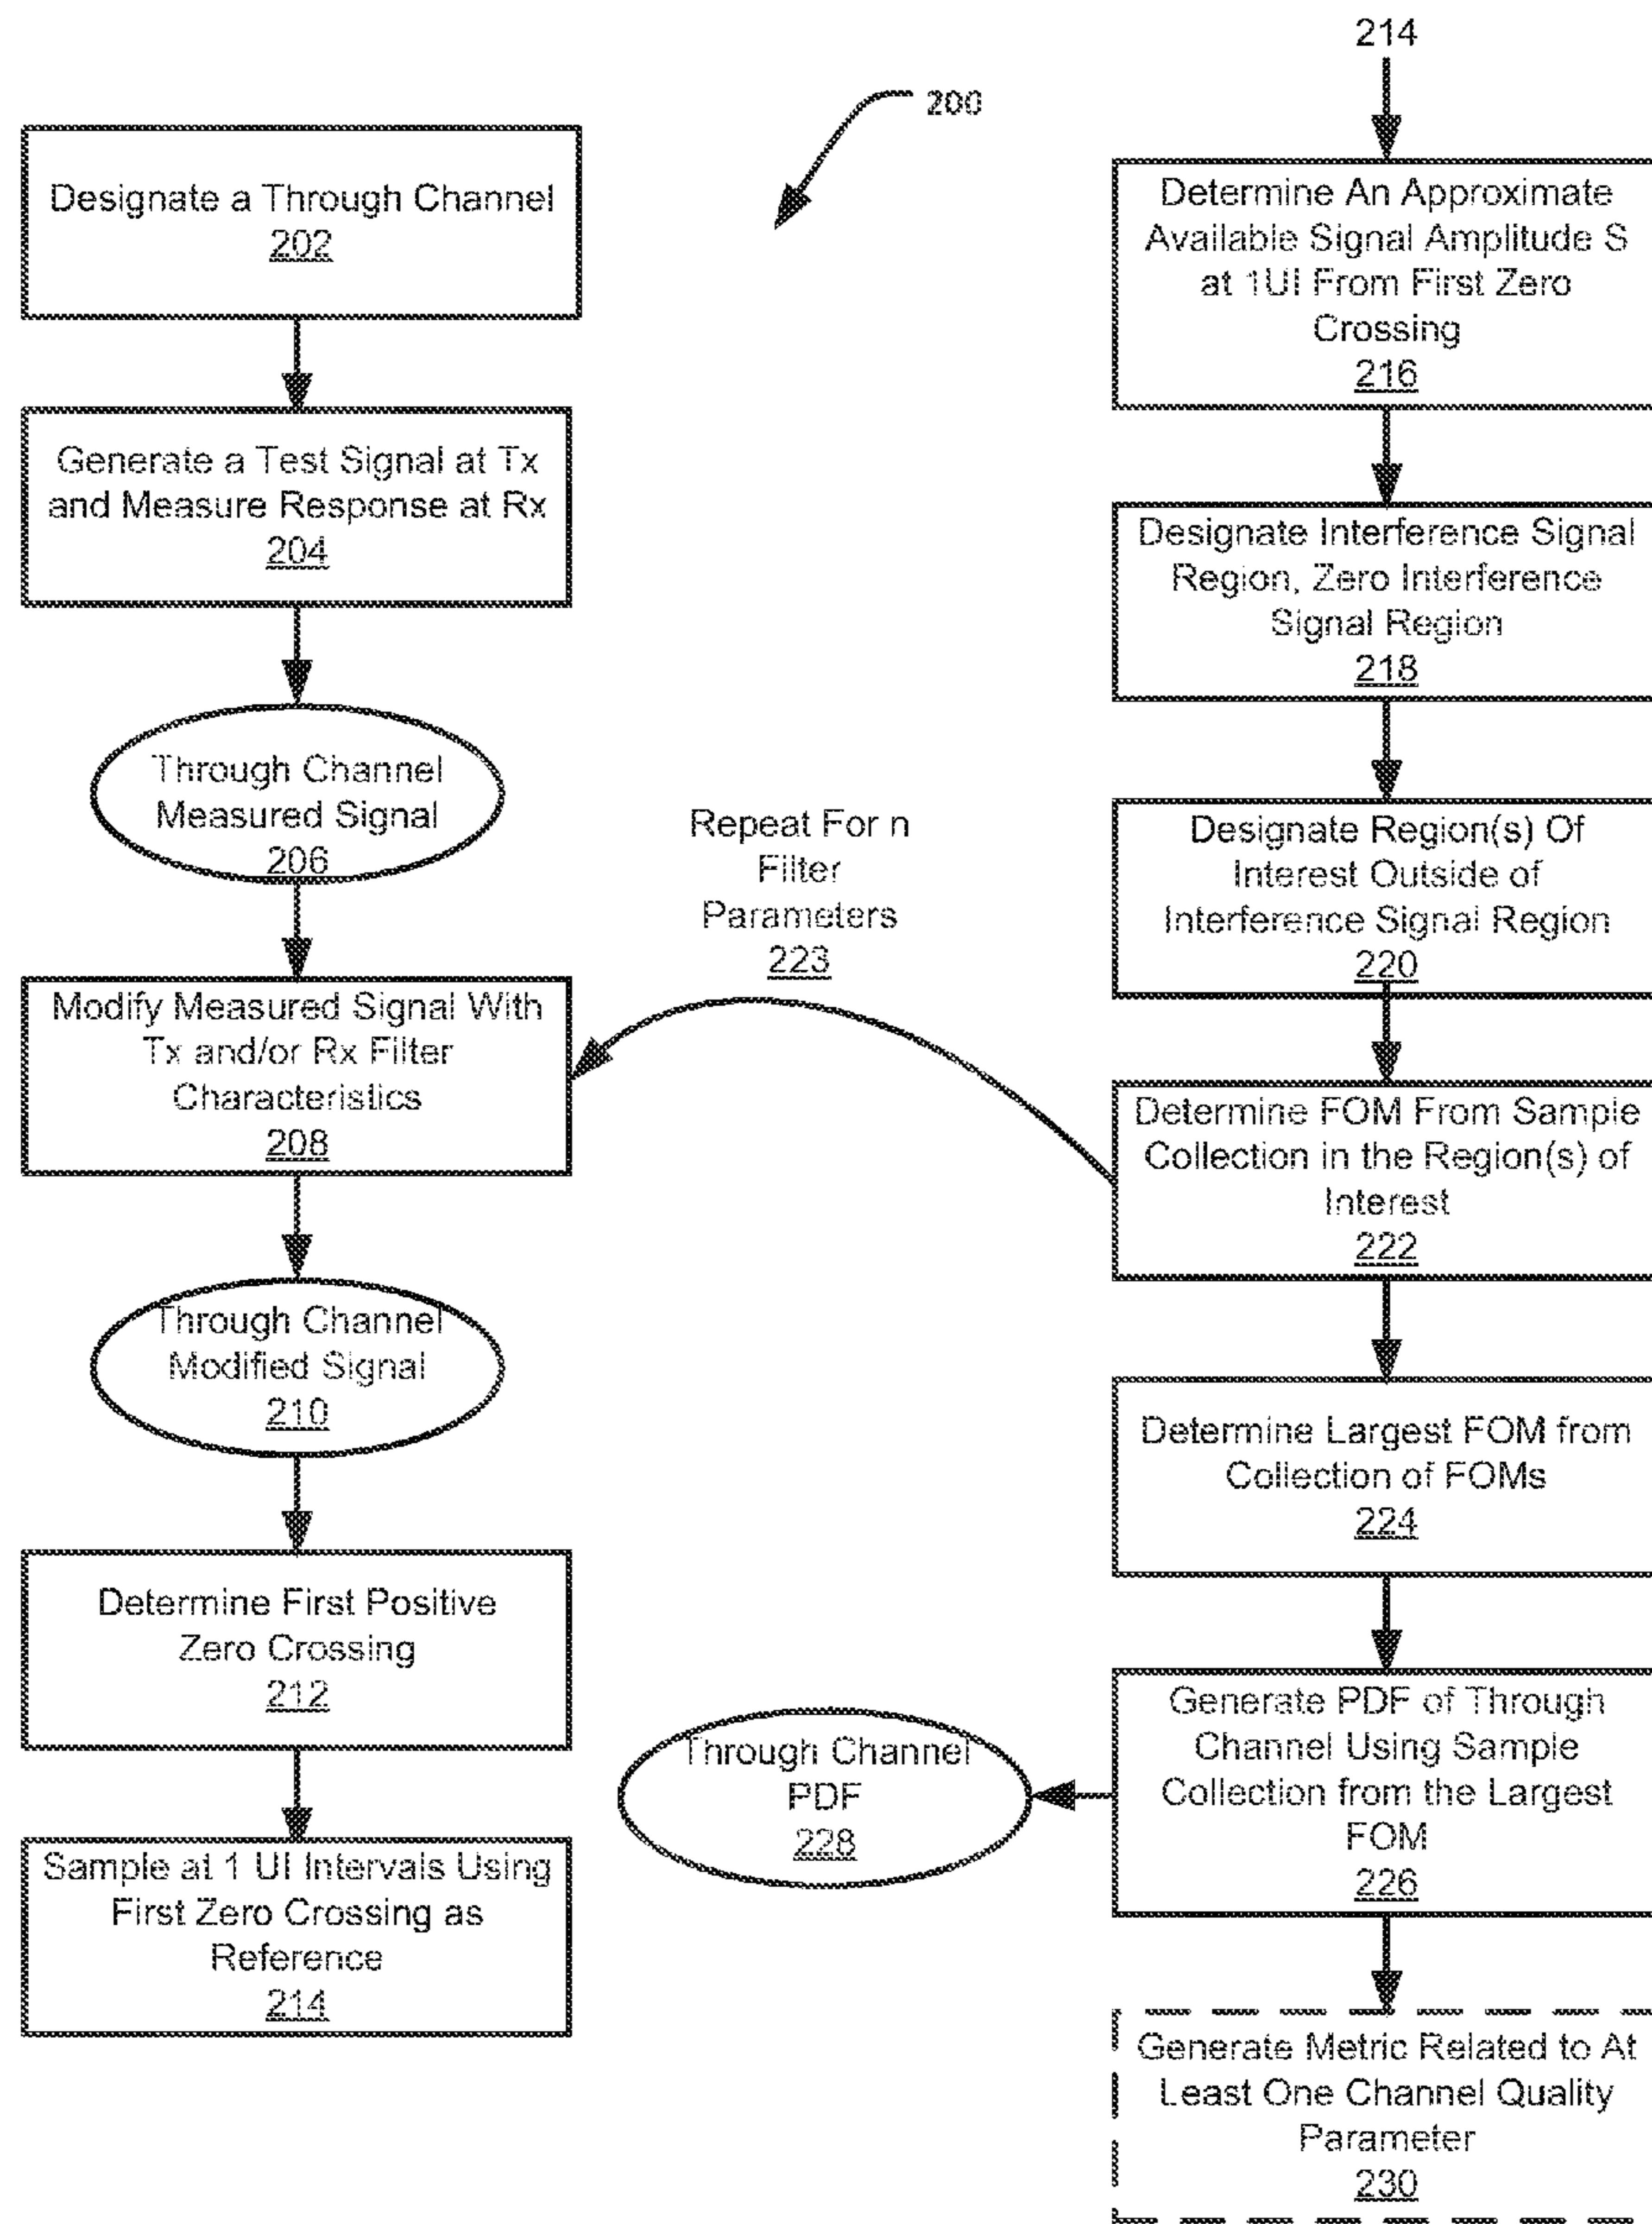 200
Designate a Through Channel
202
Generate a Test Signal at Tx
and Measure Response at Rx
204
Through Channel
Measured Signal
206
Modify Measured Signal With
Tx and/or Rx Filter
Characteristics
208
Through Channel
Modified Signal
210
Determine First Positive
Zero Crossing
212
Sample at 1 UI Intervals Using
First Zero Crossing as
Reference
214
214
Determine An Approximate
Available Signal Amplitude S
at 1UI From First Zero
Crossing
216
Designate Interference Signal
Region, Zero Interference
Signal Region
218
Designate Region(s) Of
Interest Outside of
Interference Signal Region
220
Determine FOM From Sample
Collection in the Region(s) of
Interest
222
Repeat For n
Filter
Parameters
223
Determine Largest FOM from
Collection of FOMs
224
Generate PDF of Through
Channel Using Sample
Collection from the Largest
FOM
226
Through Channel
PDF
228
Generate Metric Related to At
Least One Channel Quality
Parameter
230